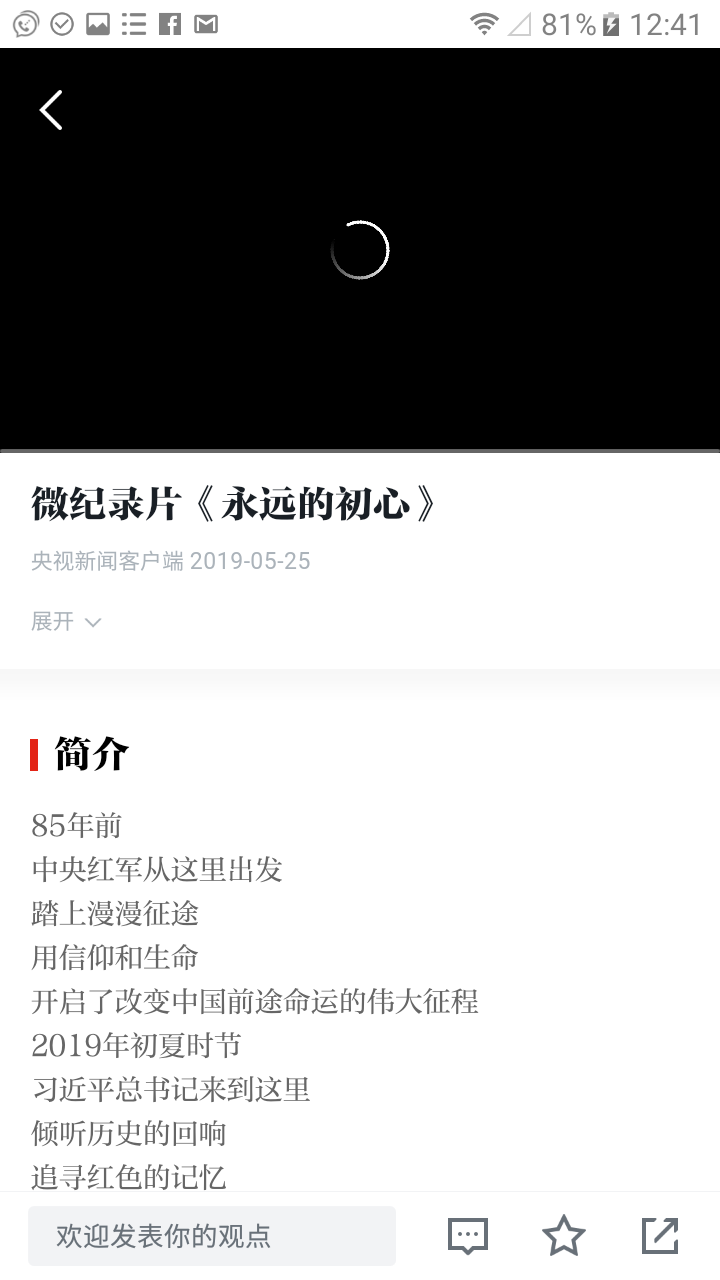 81% 12:41
微纪录片《永远的初心》
央视新闻客户端 2019-05-25
展开
简介
85年前
中央红军从这里出发
踏上漫漫征途
用信仰和生命
开启了改变中国前途命运的伟大征程
2019年初夏时节
习近平总书记来到这里
倾听历史的回响
追寻红色的记忆
欢迎发表你的观点